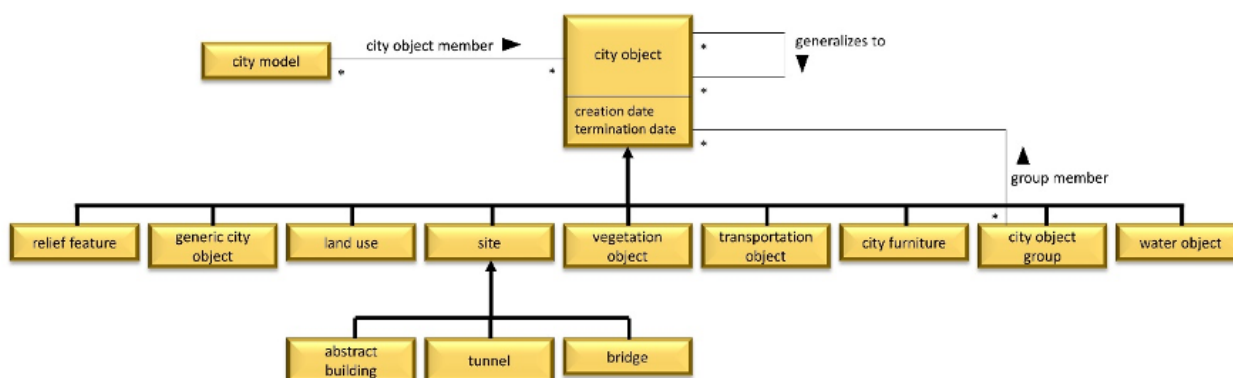 city object member ►
generalizes to
▼
city model
city object
*
*
*
*
creation date
termination date
*
▲
group member
*
relief feature
generic city
object
land use
site
vegetation
object
transportation
object
city furniture
city object
group
water object
abstract
building
tunnel
bridge